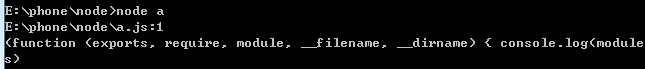 E:\phone\node>node a
E:\phone\node\a.js:1
(function (exports, require, module, __filename, __dirname) { console.log(module
s)